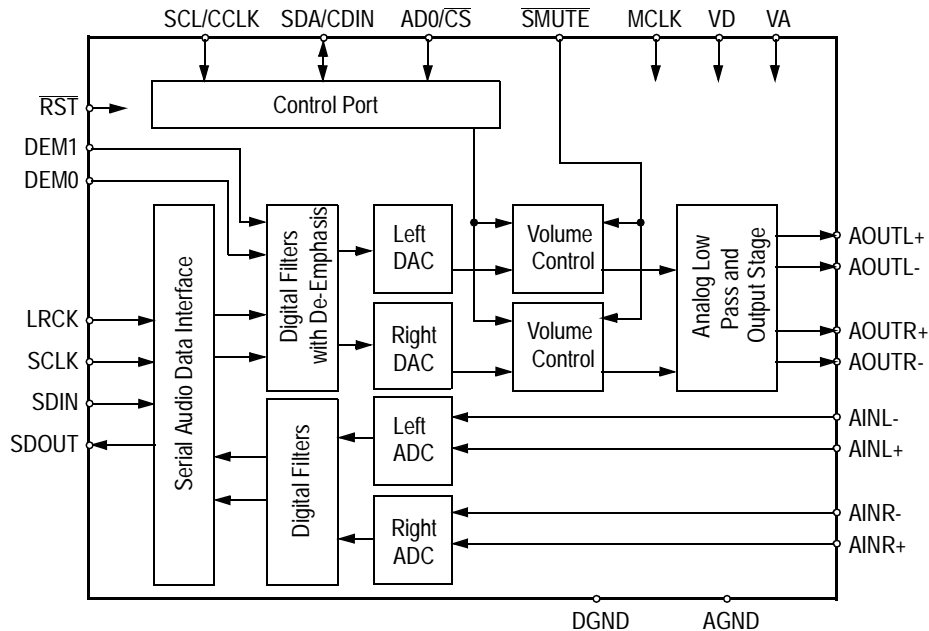 SCL/CCLK SDA/CDIN AD0/CS SMUTE MCLK VD VA
Control Port
RST
DEM1
DEM0
LRCK
SCLK
SDIN
SDOUT
Serial Audio Data Interface
Digital Filters
with De-Emphasis
Left
DAC
Right
DAC
Volume
Control
Volume
Control
Analog Low
Pass and
Output Stage
AOUTL+
AOUTL-
AOUTR+
AOUTR-
Digital Filters
Left
ADC
Right
ADC
AINL-
AINL+
AINR-
AINR+
DGND AGND